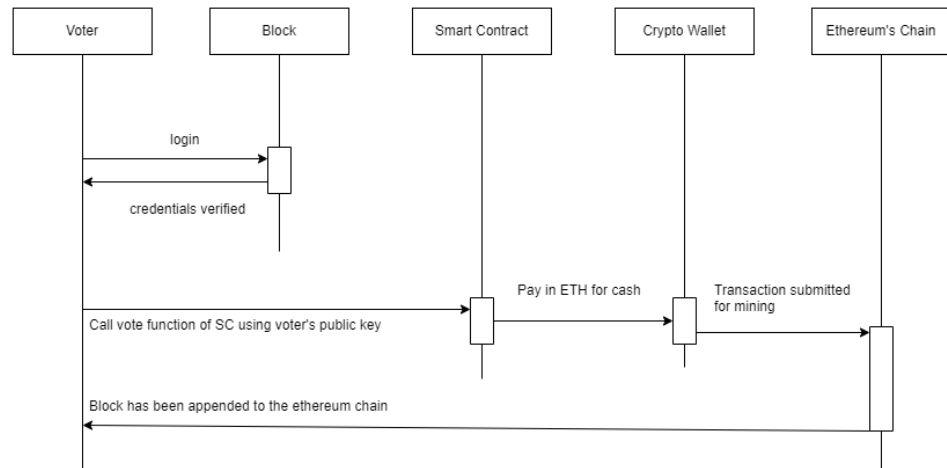 Voter
Block
Smart Contract
Crypto Wallet
Ethereum's Chain
login
credentials verified
Pay in ETH for cash
Transaction submitted
for mining
Call vote function of SC using voter's public key
Block has been appended to the ethereum chain